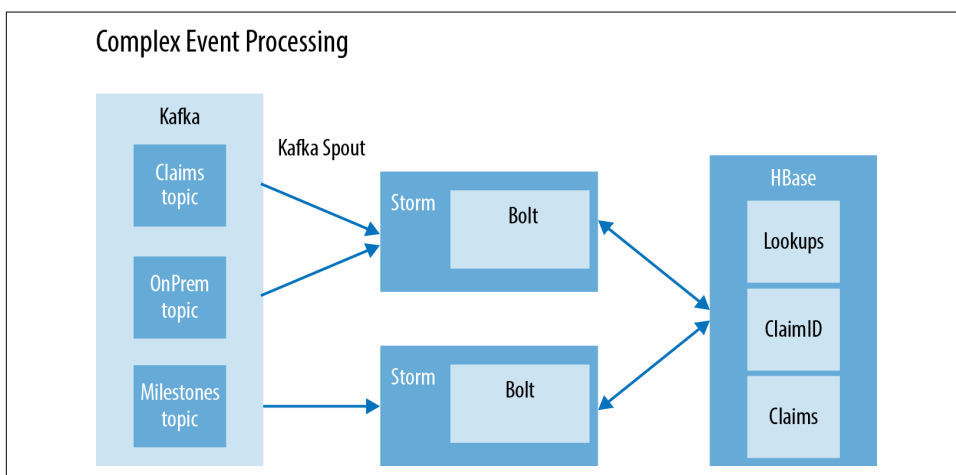 Complex Event Processing
Kafka
Claims
topic
OnPrem
topic
Milestones
topic
Kafka Spout
Storm
Bolt
Storm
Bolt
HBase
Lookups
ClaimID
Claims